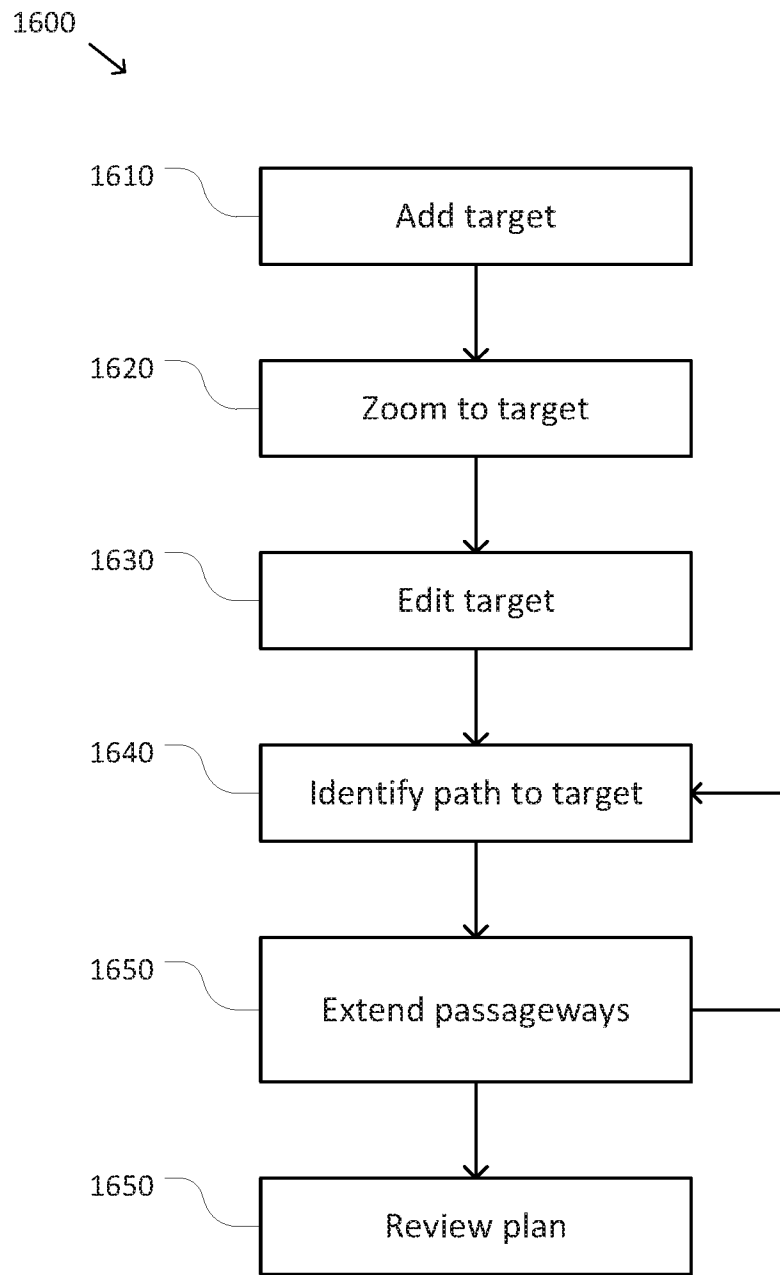 1600
1610
Add target
1620
Zoom to target
1630
Edit target
1640
Identify path to target
1650
Extend passageways
1650
Review plan